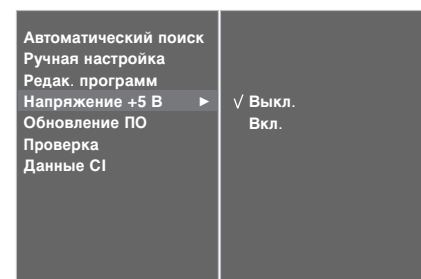 Автоматический поиск
Ручная настройка
Редак. программ
Напряжение +5 В ►
√ Выкл.
Вкл.
Обновление ПО
Проверка
Данные CI